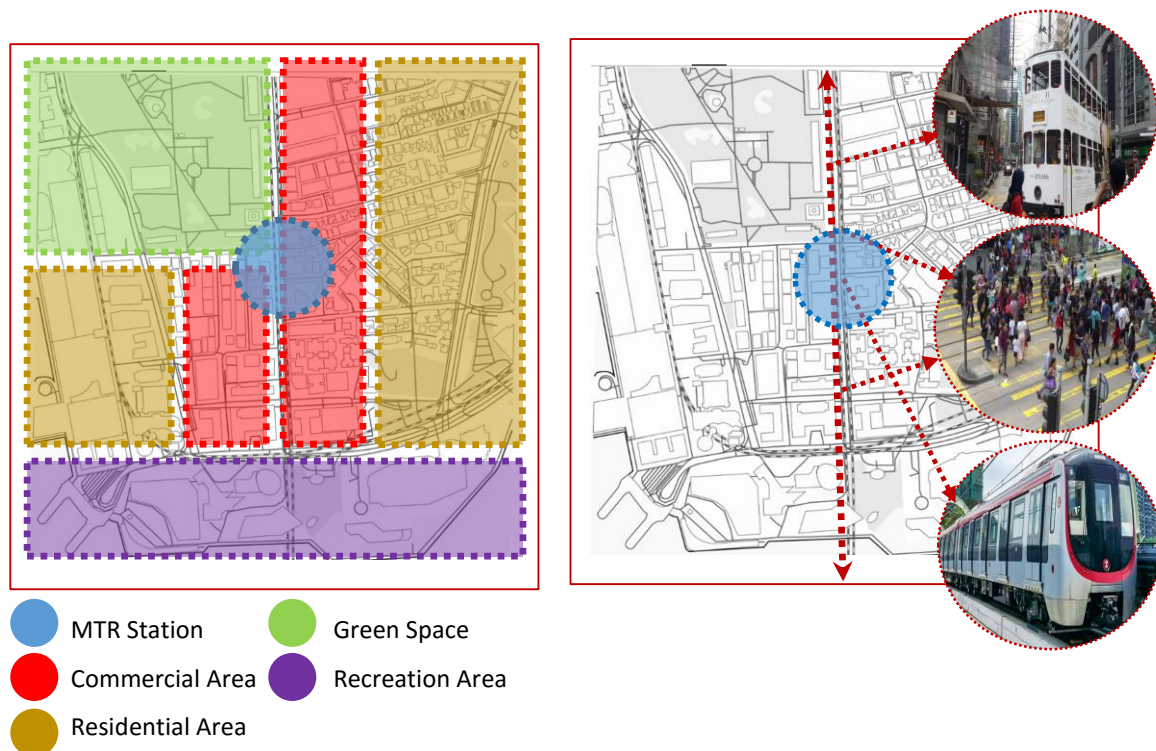 MTR Station
Green Space
Commercial Area
Recreation Area
Residential Area